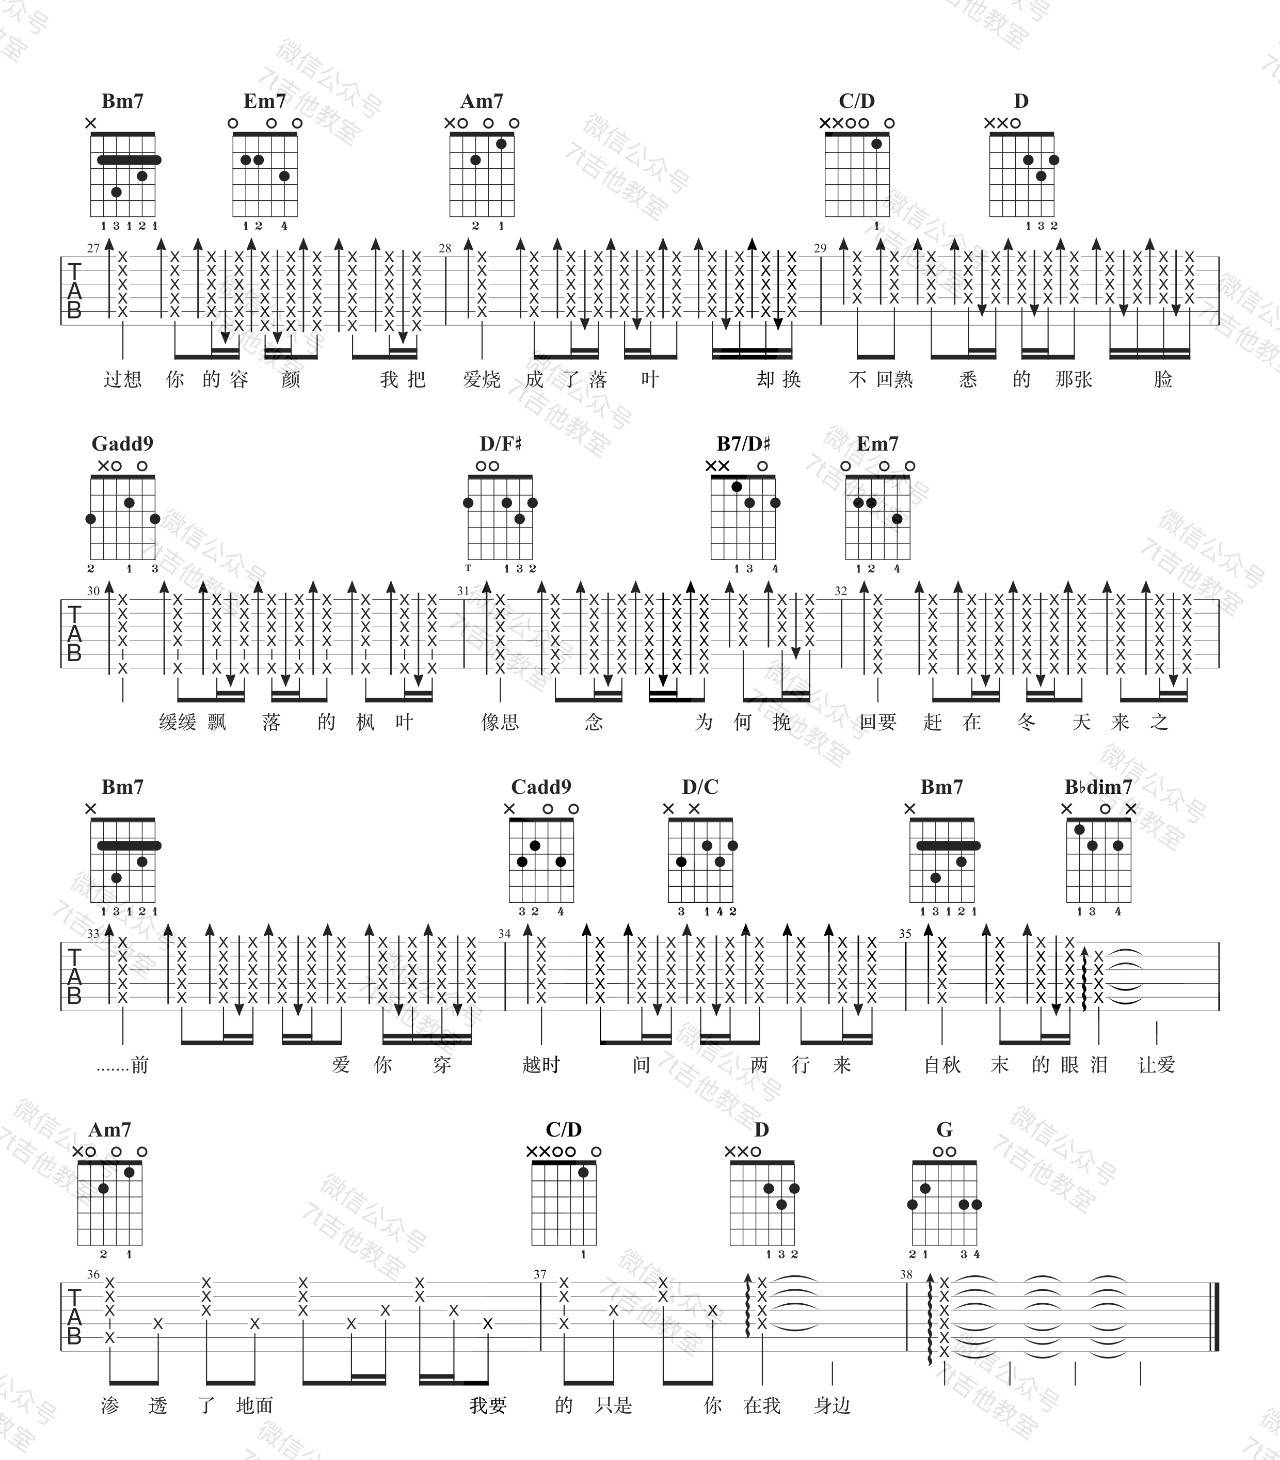 Bm7 Em7 Am7 C/D D
1 3 1 2 1 1 2 4 2 1 1 1 3 2
27 28 29
T
A
B
过想 你 的 容 颜 我 把 爱烧 成 了 落 叶 却 换 不 回熟 悉 的 那张 脸
Gadd9 D/F♯ B7/D♯ Em7
2 1 3 T 1 3 2 1 3 4 1 2 4
30 31 32
T
A
B
缓缓 飘 落 的 枫 叶 像思 念 为 何 挽 回要 赶 在 冬 天 来 之
Bm7 Cadd9 D/C Bm7 B♭dim7
1 3 1 2 1 3 2 4 3 1 4 2 1 3 1 2 1 1 3 4
33 34 35
T
A
B
.......前 爱 你 穿 越时 间 两 行 来 自秋 末 的 眼 泪 让爱
Am7 C/D D G
2 1 1 1 3 2 2 1 3 4
36 37 38
T
A
B
渗 透 了 地面 我要 的 只是 你 在我 身边
微信公众号
7t吉他教室